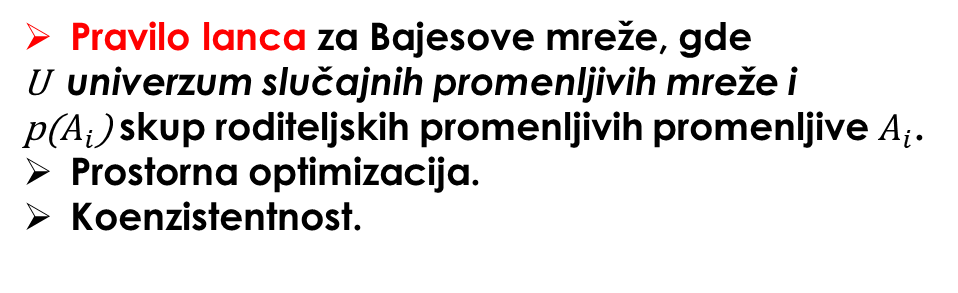 ➢ Pravilo lanca za Bajesove mreže, gde
U univerzum slučajnih promenljivih mreže i
p(Aᵢ) skup roditeljskih promenljivih promenljive Aᵢ.
➢ Prostorna optimizacija.
➢ Koenzistentnost.